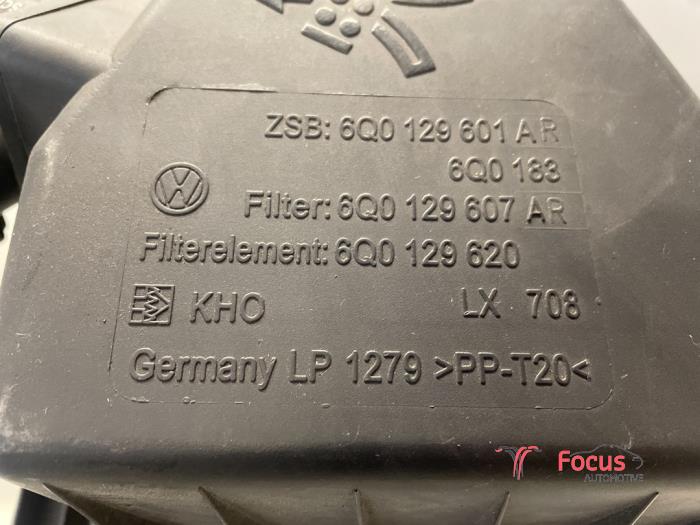 ZSB: 6Q0 129 601 AR
6Q0 183
Filter: 6Q0 129 607 AR
Filterelement: 6Q0 129 620
KHO LX 708
Germany LP 1279 >PP-T20<
Focus
AUTOMOTIVE